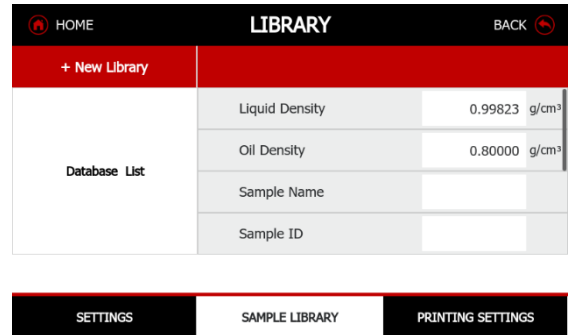 HOME LIBRARY BACK
+ New Library
Liquid Density 0.99823 g/cm³
Oil Density 0.80000 g/cm³
Database List
Sample Name
Sample ID
SETTINGS SAMPLE LIBRARY PRINTING SETTINGS